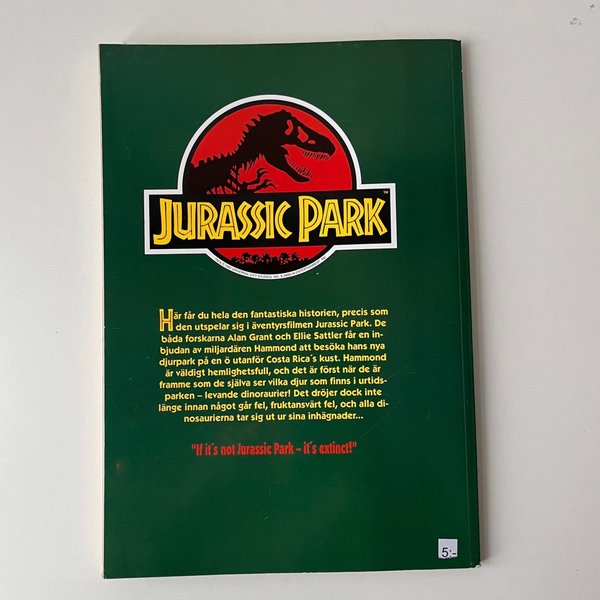 JURASSIC PARK
TM
Här får du hela den fantastiska historien, precis som
den utspelar sig i äventyrsfilmen Jurassic Park. De
båda forskarna Alan Grant och Ellie Sattler får en in-
bjudan av miljardären Hammond att besöka hans nya
djurpark på en ö utanför Costa Rica´s kust. Hammond
är väldigt hemlighetsfull, och det är först när de är
framme som de själva ser vilka djur som finns i urtids-
parken – levande dinoraurier! Det dröjer dock inte
länge innan något går fel, fruktansvärt fel, och alla di-
nosaurierna tar sig ut ur sina inhägnader...
"If it´s not Jurassic Park – it´s extinct!"
5:-